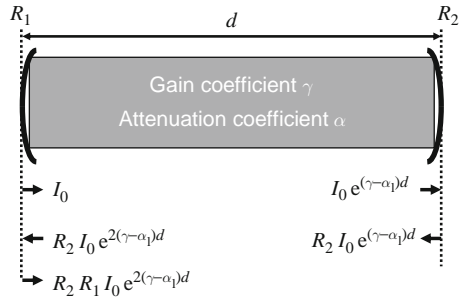 R₁ d R₂
Gain coefficient γ
Attenuation coefficient α
I₀ I₀ e^{(γ−α₁)d}
R₂ I₀ e^{2(γ−α₁)d} R₂ I₀ e^{(γ−α₁)d}
R₂ R₁ I₀ e^{2(γ−α₁)d}